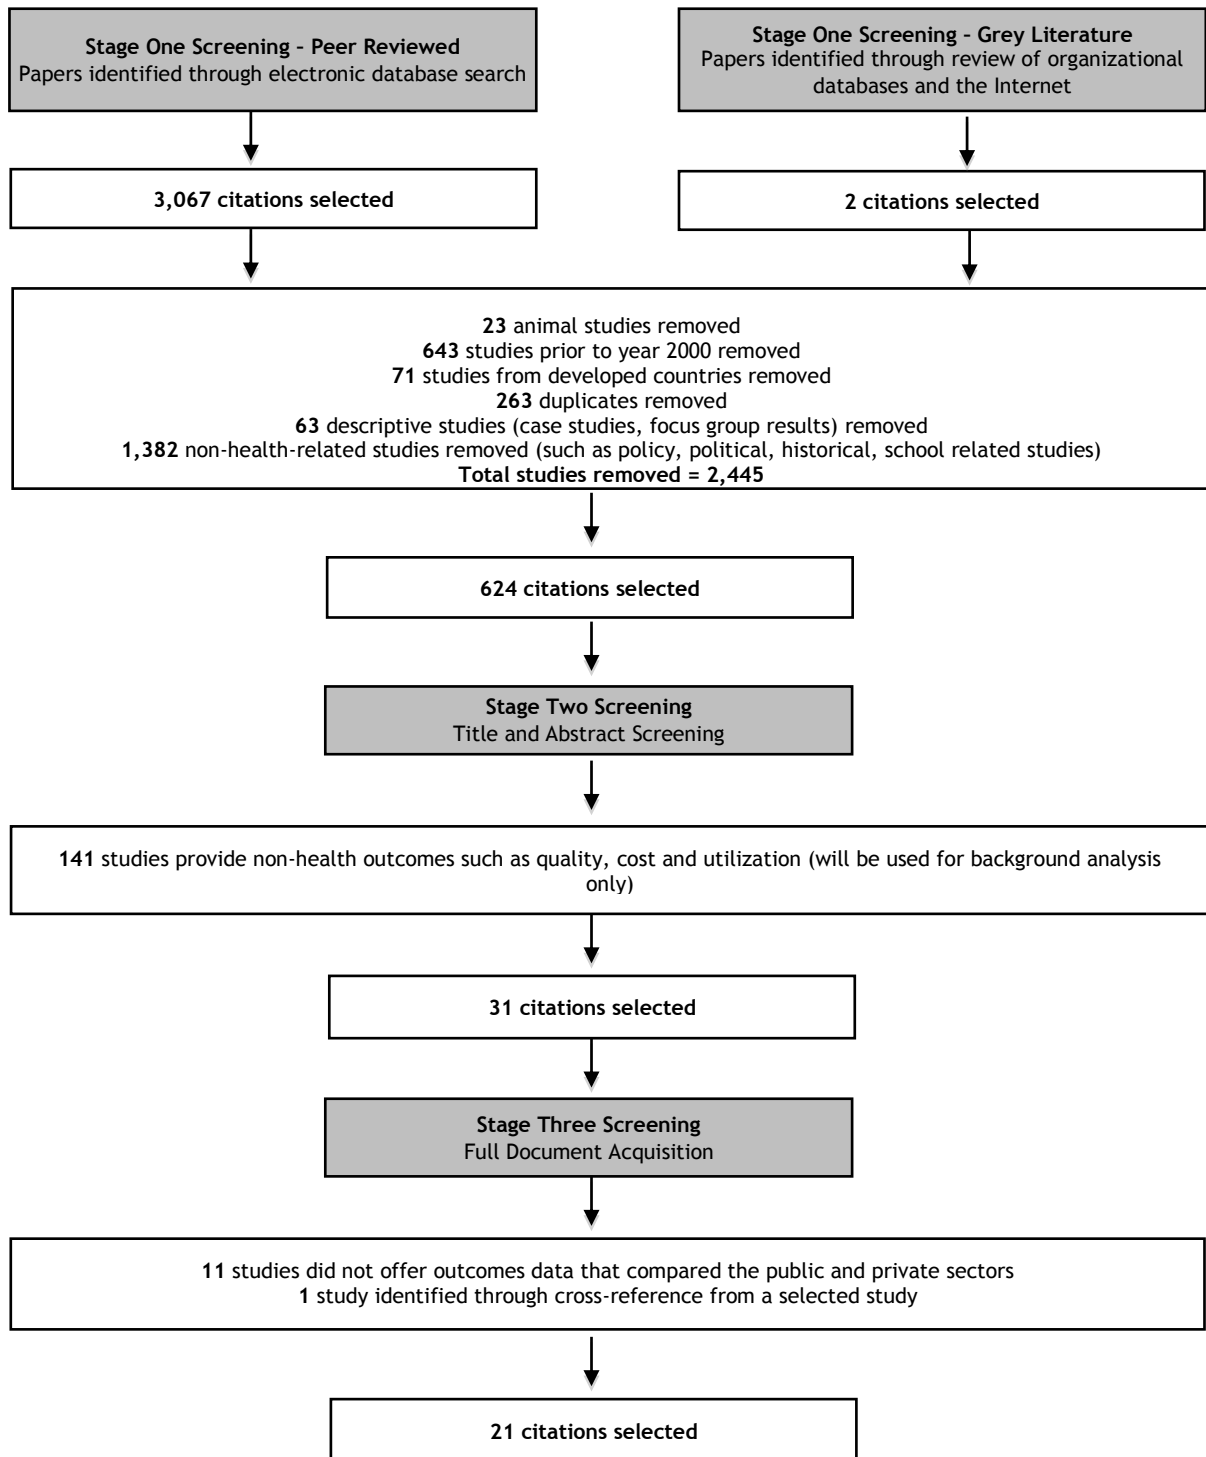 Stage One Screening – Peer Reviewed
Papers identified through electronic database search
Stage One Screening – Grey Literature
Papers identified through review of organizational
databases and the Internet
3,067 citations selected
2 citations selected
23 animal studies removed
643 studies prior to year 2000 removed
71 studies from developed countries removed
263 duplicates removed
63 descriptive studies (case studies, focus group results) removed
1,382 non-health-related studies removed (such as policy, political, historical, school related studies)
Total studies removed = 2,445
624 citations selected
Stage Two Screening
Title and Abstract Screening
141 studies provide non-health outcomes such as quality, cost and utilization (will be used for background analysis
only)
31 citations selected
Stage Three Screening
Full Document Acquisition
11 studies did not offer outcomes data that compared the public and private sectors
1 study identified through cross-reference from a selected study
21 citations selected